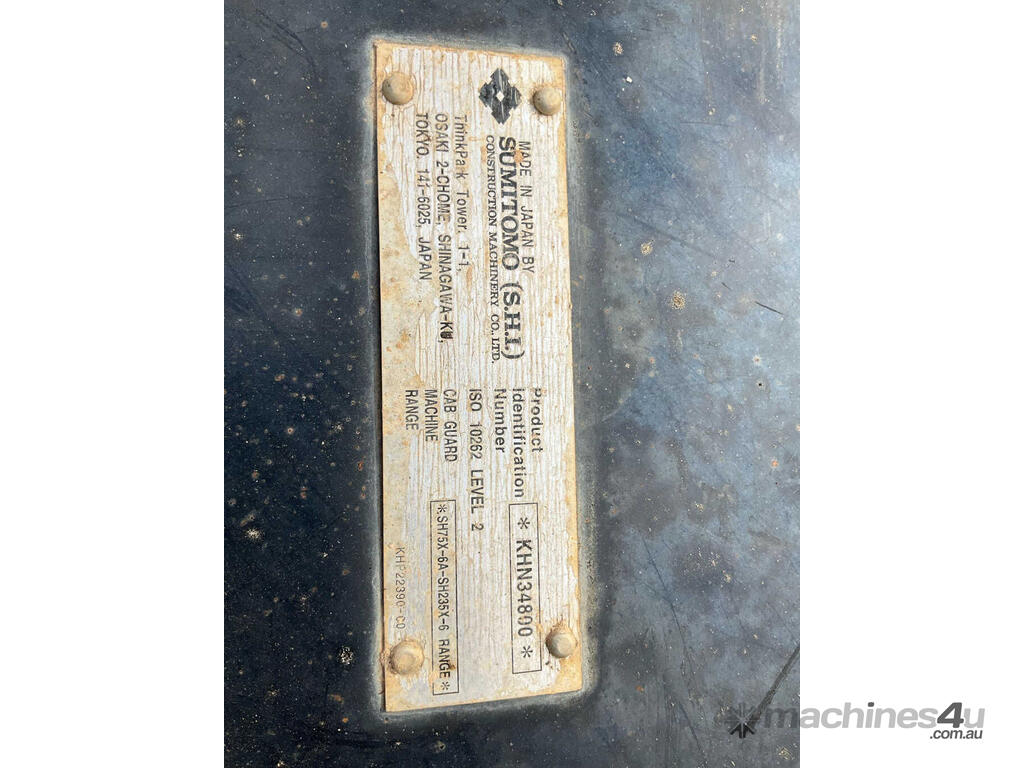 MADE IN JAPAN BY
SUMITOMO (S.H.I.)
CONSTRUCTION MACHINERY CO., LTD.
ThinkPark Tower, 1-1,
OSAKI 2-CHOME, SHINAGAWA-KU,
TOKYO, 141-6025, JAPAN
Product
Identification
Number
* KHN34800 *
ISO 10262 LEVEL 2
CAB GUARD
MACHINE
RANGE
*SH75X-6A-SH235X-6 RANGE*
KHP22390-C0
machines4u
.com.au